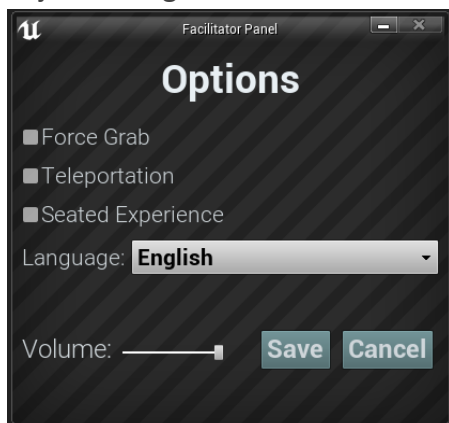 Facilitator Panel
Options
Force Grab
Teleportation
Seated Experience
Language: English
Volume: Save Cancel